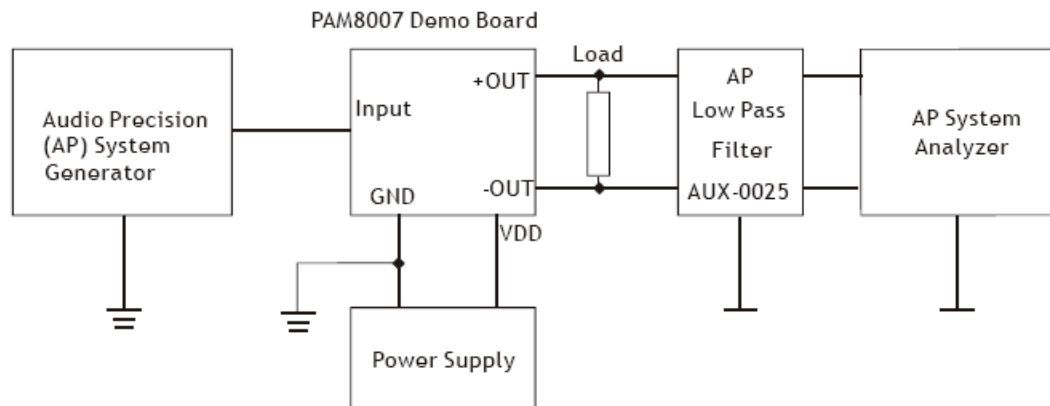 PAM8007 Demo Board
Audio Precision
(AP) System
Generator
Input
+OUT
-OUT
GND
VDD
Load
AP
Low Pass
Filter
AUX-0025
AP System
Analyzer
Power Supply